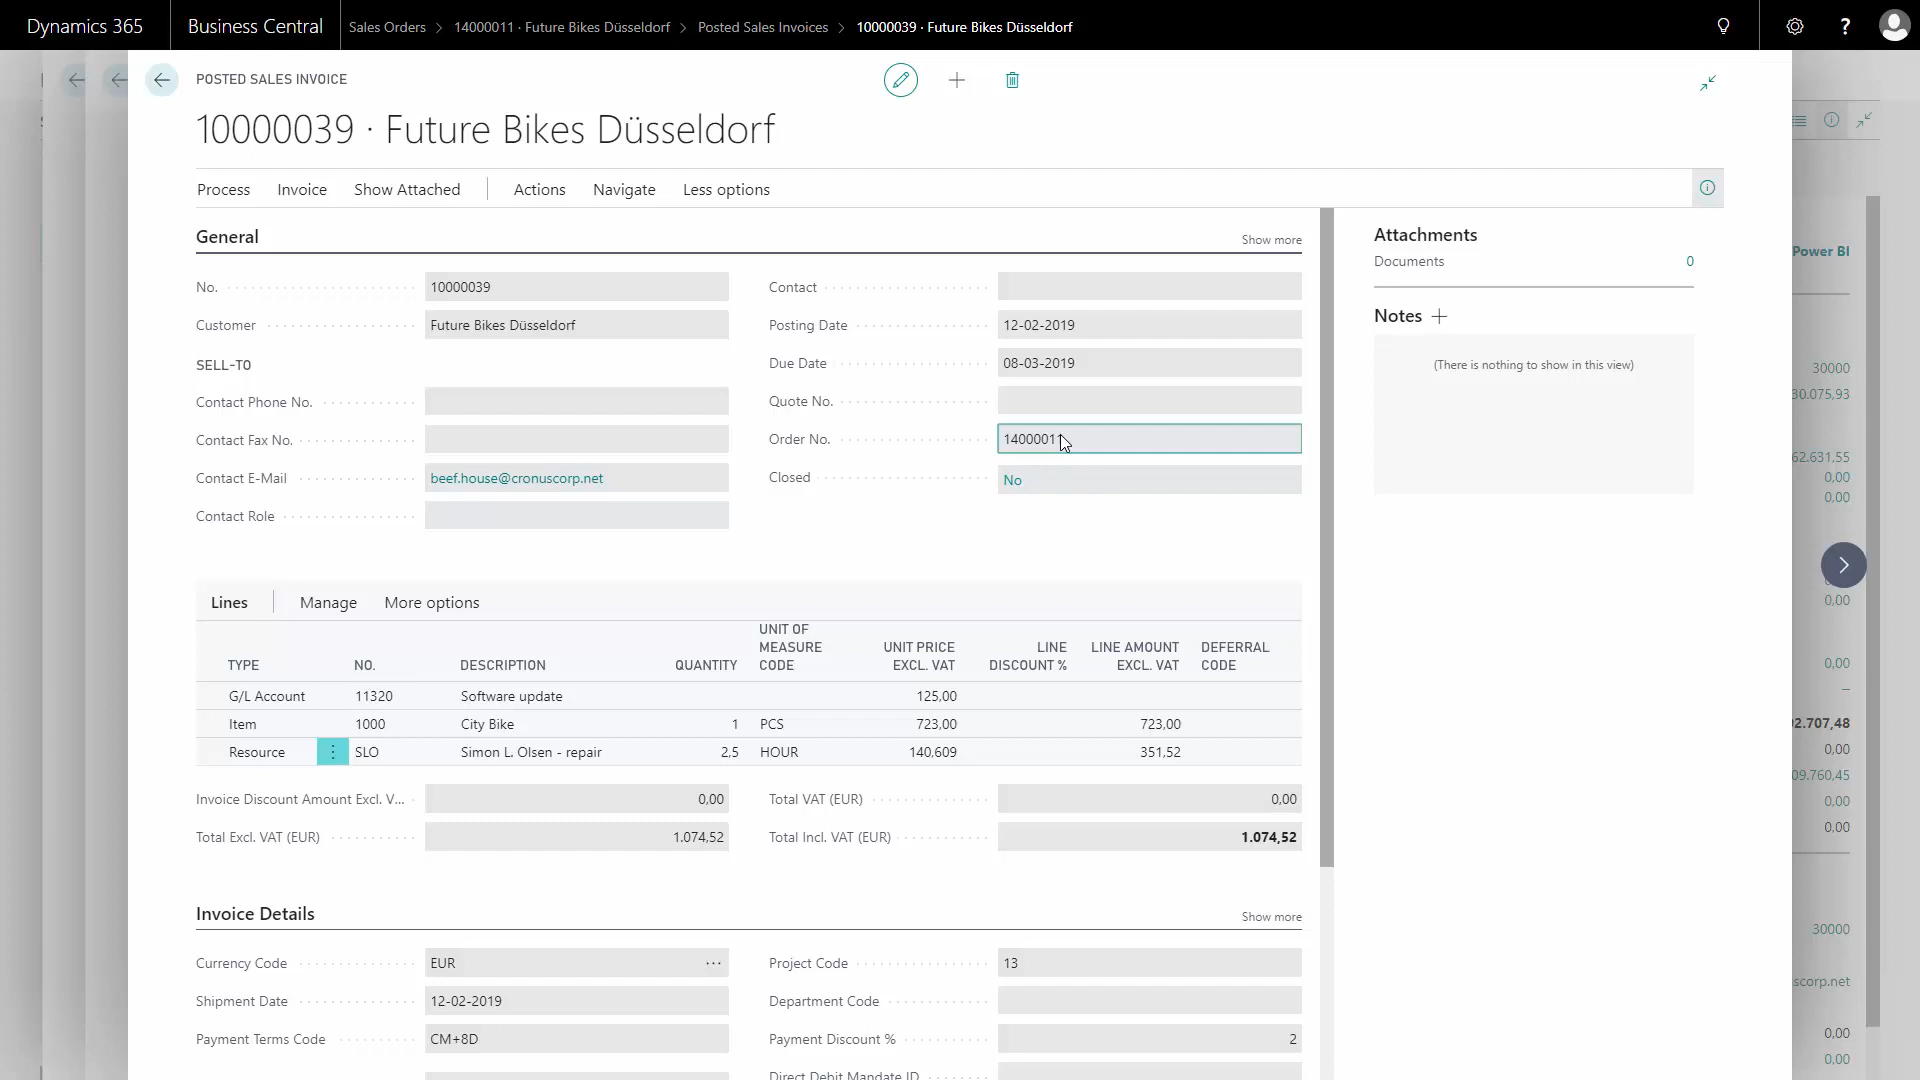 Dynamics 365
Business Central
Sales Orders > 14000011 · Future Bikes Düsseldorf > Posted Sales Invoices > 10000039 · Future Bikes Düsseldorf
?
POSTED SALES INVOICE
10000039 · Future Bikes Düsseldorf
Process Invoice Show Attached Actions Navigate Less options
General
Show more
No. 10000039
Customer Future Bikes Düsseldorf
SELL-TO
Contact Phone No.
Contact Fax No.
Contact E-Mail beef.house@cronuscorp.net
Contact Role
Contact
Posting Date 12-02-2019
Due Date 08-03-2019
Quote No.
Order No. 14000011
Closed No
Lines Manage More options
TYPE NO. DESCRIPTION QUANTITY UNIT OF MEASURE CODE UNIT PRICE EXCL. VAT LINE DISCOUNT % LINE AMOUNT EXCL. VAT DEFERRAL CODE
G/L Account 11320 Software update 125,00
Item 1000 City Bike 1 PCS 723,00 723,00
Resource SLO Simon L. Olsen - repair 2,5 HOUR 140,609 351,52
Invoice Discount Amount Excl. V... 0,00
Total Excl. VAT (EUR) 1.074,52
Total VAT (EUR) 0,00
Total Incl. VAT (EUR) 1.074,52
Invoice Details
Show more
Currency Code EUR ...
Shipment Date 12-02-2019
Payment Terms Code CM+8D
Project Code 13
Department Code
Payment Discount % 2
Direct Debit Mandate ID
Attachments
Documents 0
Notes +
(There is nothing to show in this view)
Power BI
30000
30.075,93
62.631,55
0,00
0,00
0,00
0,00
–
92.707,48
0,00
09.760,45
0,00
0,00
30000
scorp.net
0,00
0,00